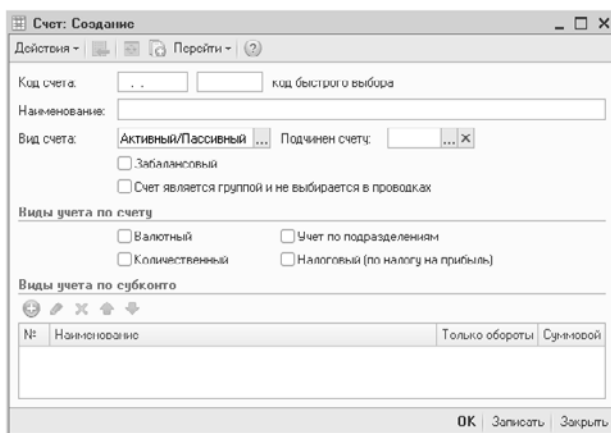 Счет: Создание
Действия Перейти
Код счета: . . код быстрого выбора
Наименование:
Вид счета: Активный/Пассивный ... Подчинен счету: ... ×
Забалансовый
Счет является группой и не выбирается в проводках
Виды учета по счету
Валютный Учет по подразделениям
Количественный Налоговый (по налогу на прибыль)
Виды учета по субконто
№ Наименование Только обороты Суммовой
OK Записать Закрыть